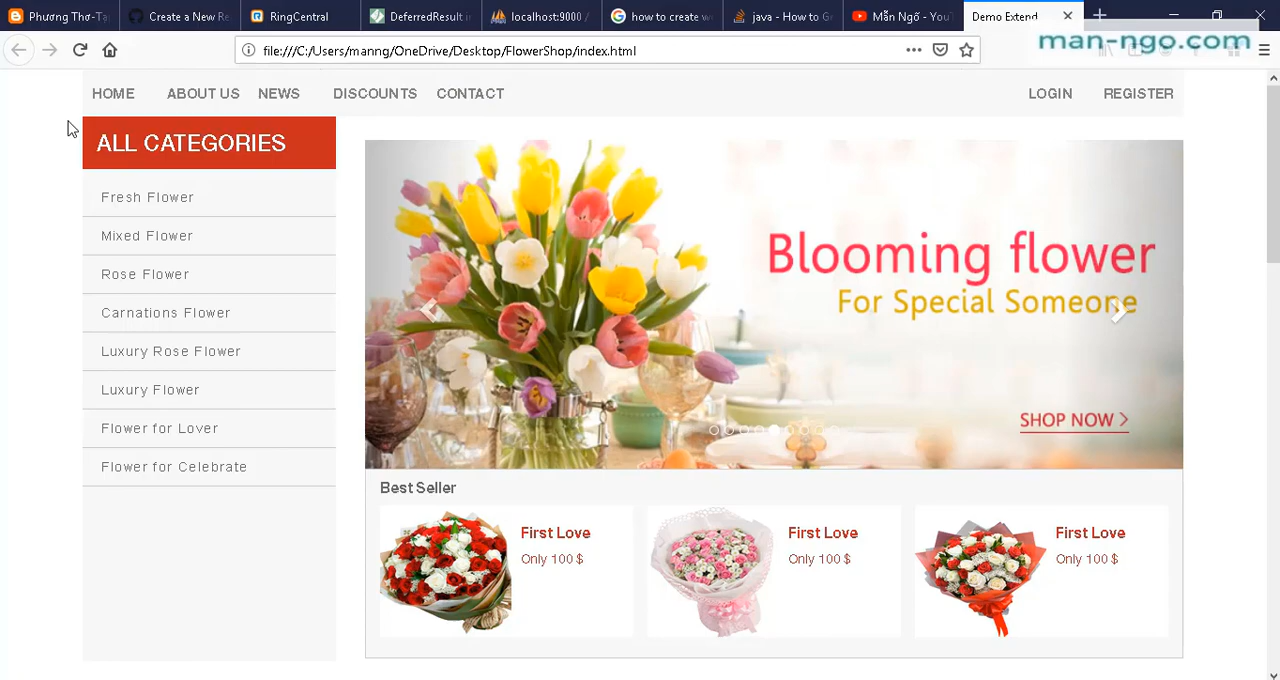 Phương Thơ-Tạp
Create a New Re
RingCentral
DeferredResult in
localhost:9000 /
how to create w
java - How to G
Mẫn Ngố - YouT
Demo Extend
file:///C:/Users/manng/OneDrive/Desktop/FlowerShop/index.html
man-ngo.com
HOME ABOUT US NEWS DISCOUNTS CONTACT LOGIN REGISTER
ALL CATEGORIES
Fresh Flower
Mixed Flower
Rose Flower
Carnations Flower
Luxury Rose Flower
Luxury Flower
Flower for Lover
Flower for Celebrate
Blooming flower
For Special Someone
SHOP NOW >
Best Seller
First Love
Only 100 $
First Love
Only 100 $
First Love
Only 100 $